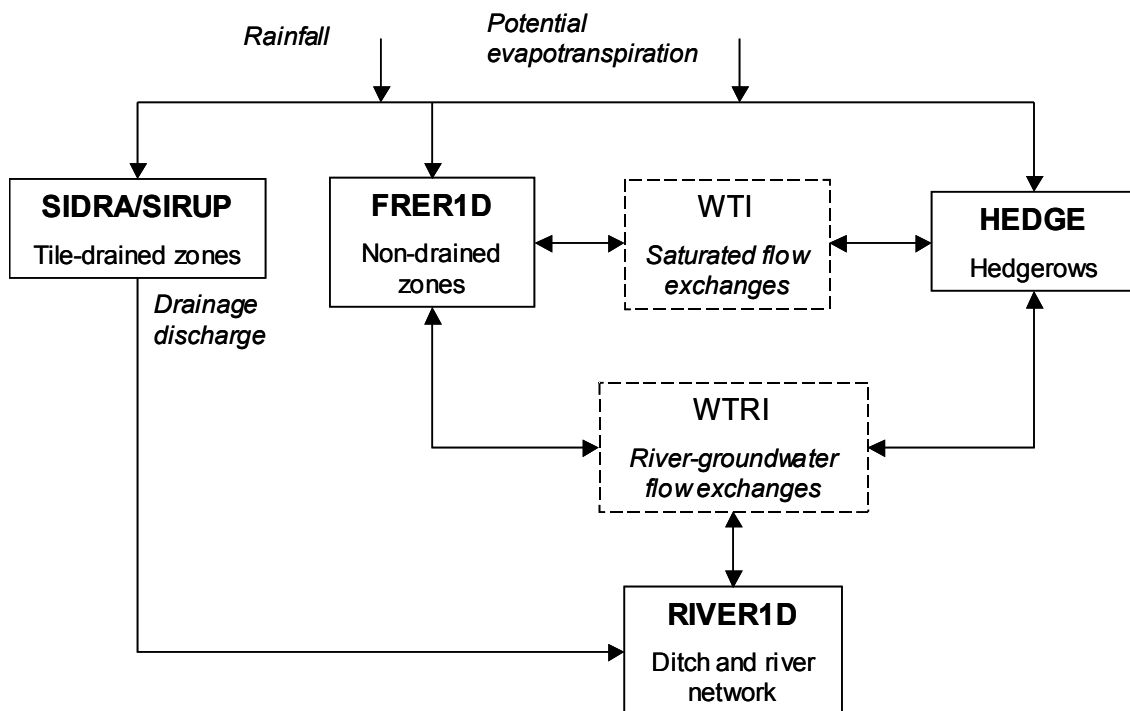 Rainfall
Potential
evapotranspiration
SIDRA/SIRUP
Tile-drained zones
FRER1D
Non-drained
zones
WTI
Saturated flow
exchanges
HEDGE
Hedgerows
Drainage
discharge
WTRI
River-groundwater
flow exchanges
RIVER1D
Ditch and river
network